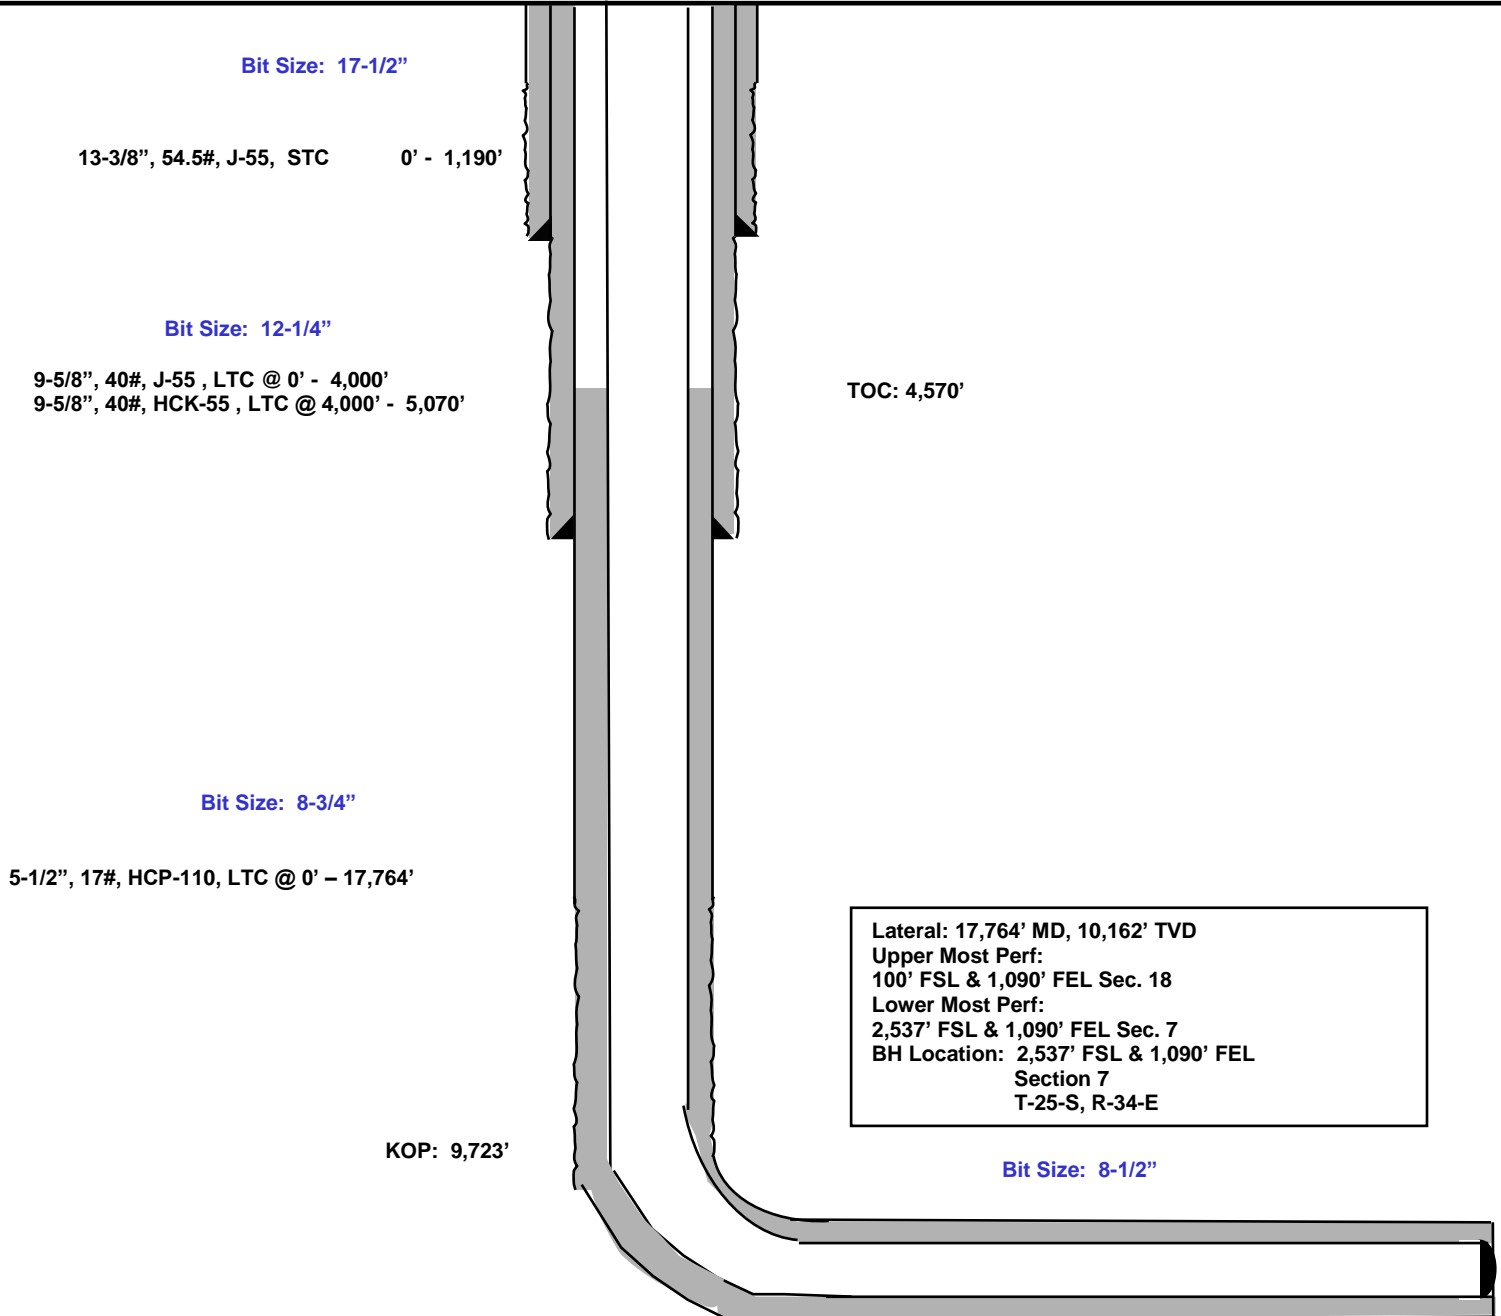 Bit Size: 17-1/2”
13-3/8”, 54.5#, J-55, STC 0’ - 1,190’
Bit Size: 12-1/4”
9-5/8”, 40#, J-55 , LTC @ 0’ - 4,000’
9-5/8”, 40#, HCK-55 , LTC @ 4,000’ - 5,070’
TOC: 4,570’
Bit Size: 8-3/4”
5-1/2”, 17#, HCP-110, LTC @ 0’ – 17,764’
Lateral: 17,764’ MD, 10,162’ TVD
Upper Most Perf:
100’ FSL & 1,090’ FEL Sec. 18
Lower Most Perf:
2,537’ FSL & 1,090’ FEL Sec. 7
BH Location: 2,537’ FSL & 1,090’ FEL
Section 7
T-25-S, R-34-E
KOP: 9,723’
Bit Size: 8-1/2”